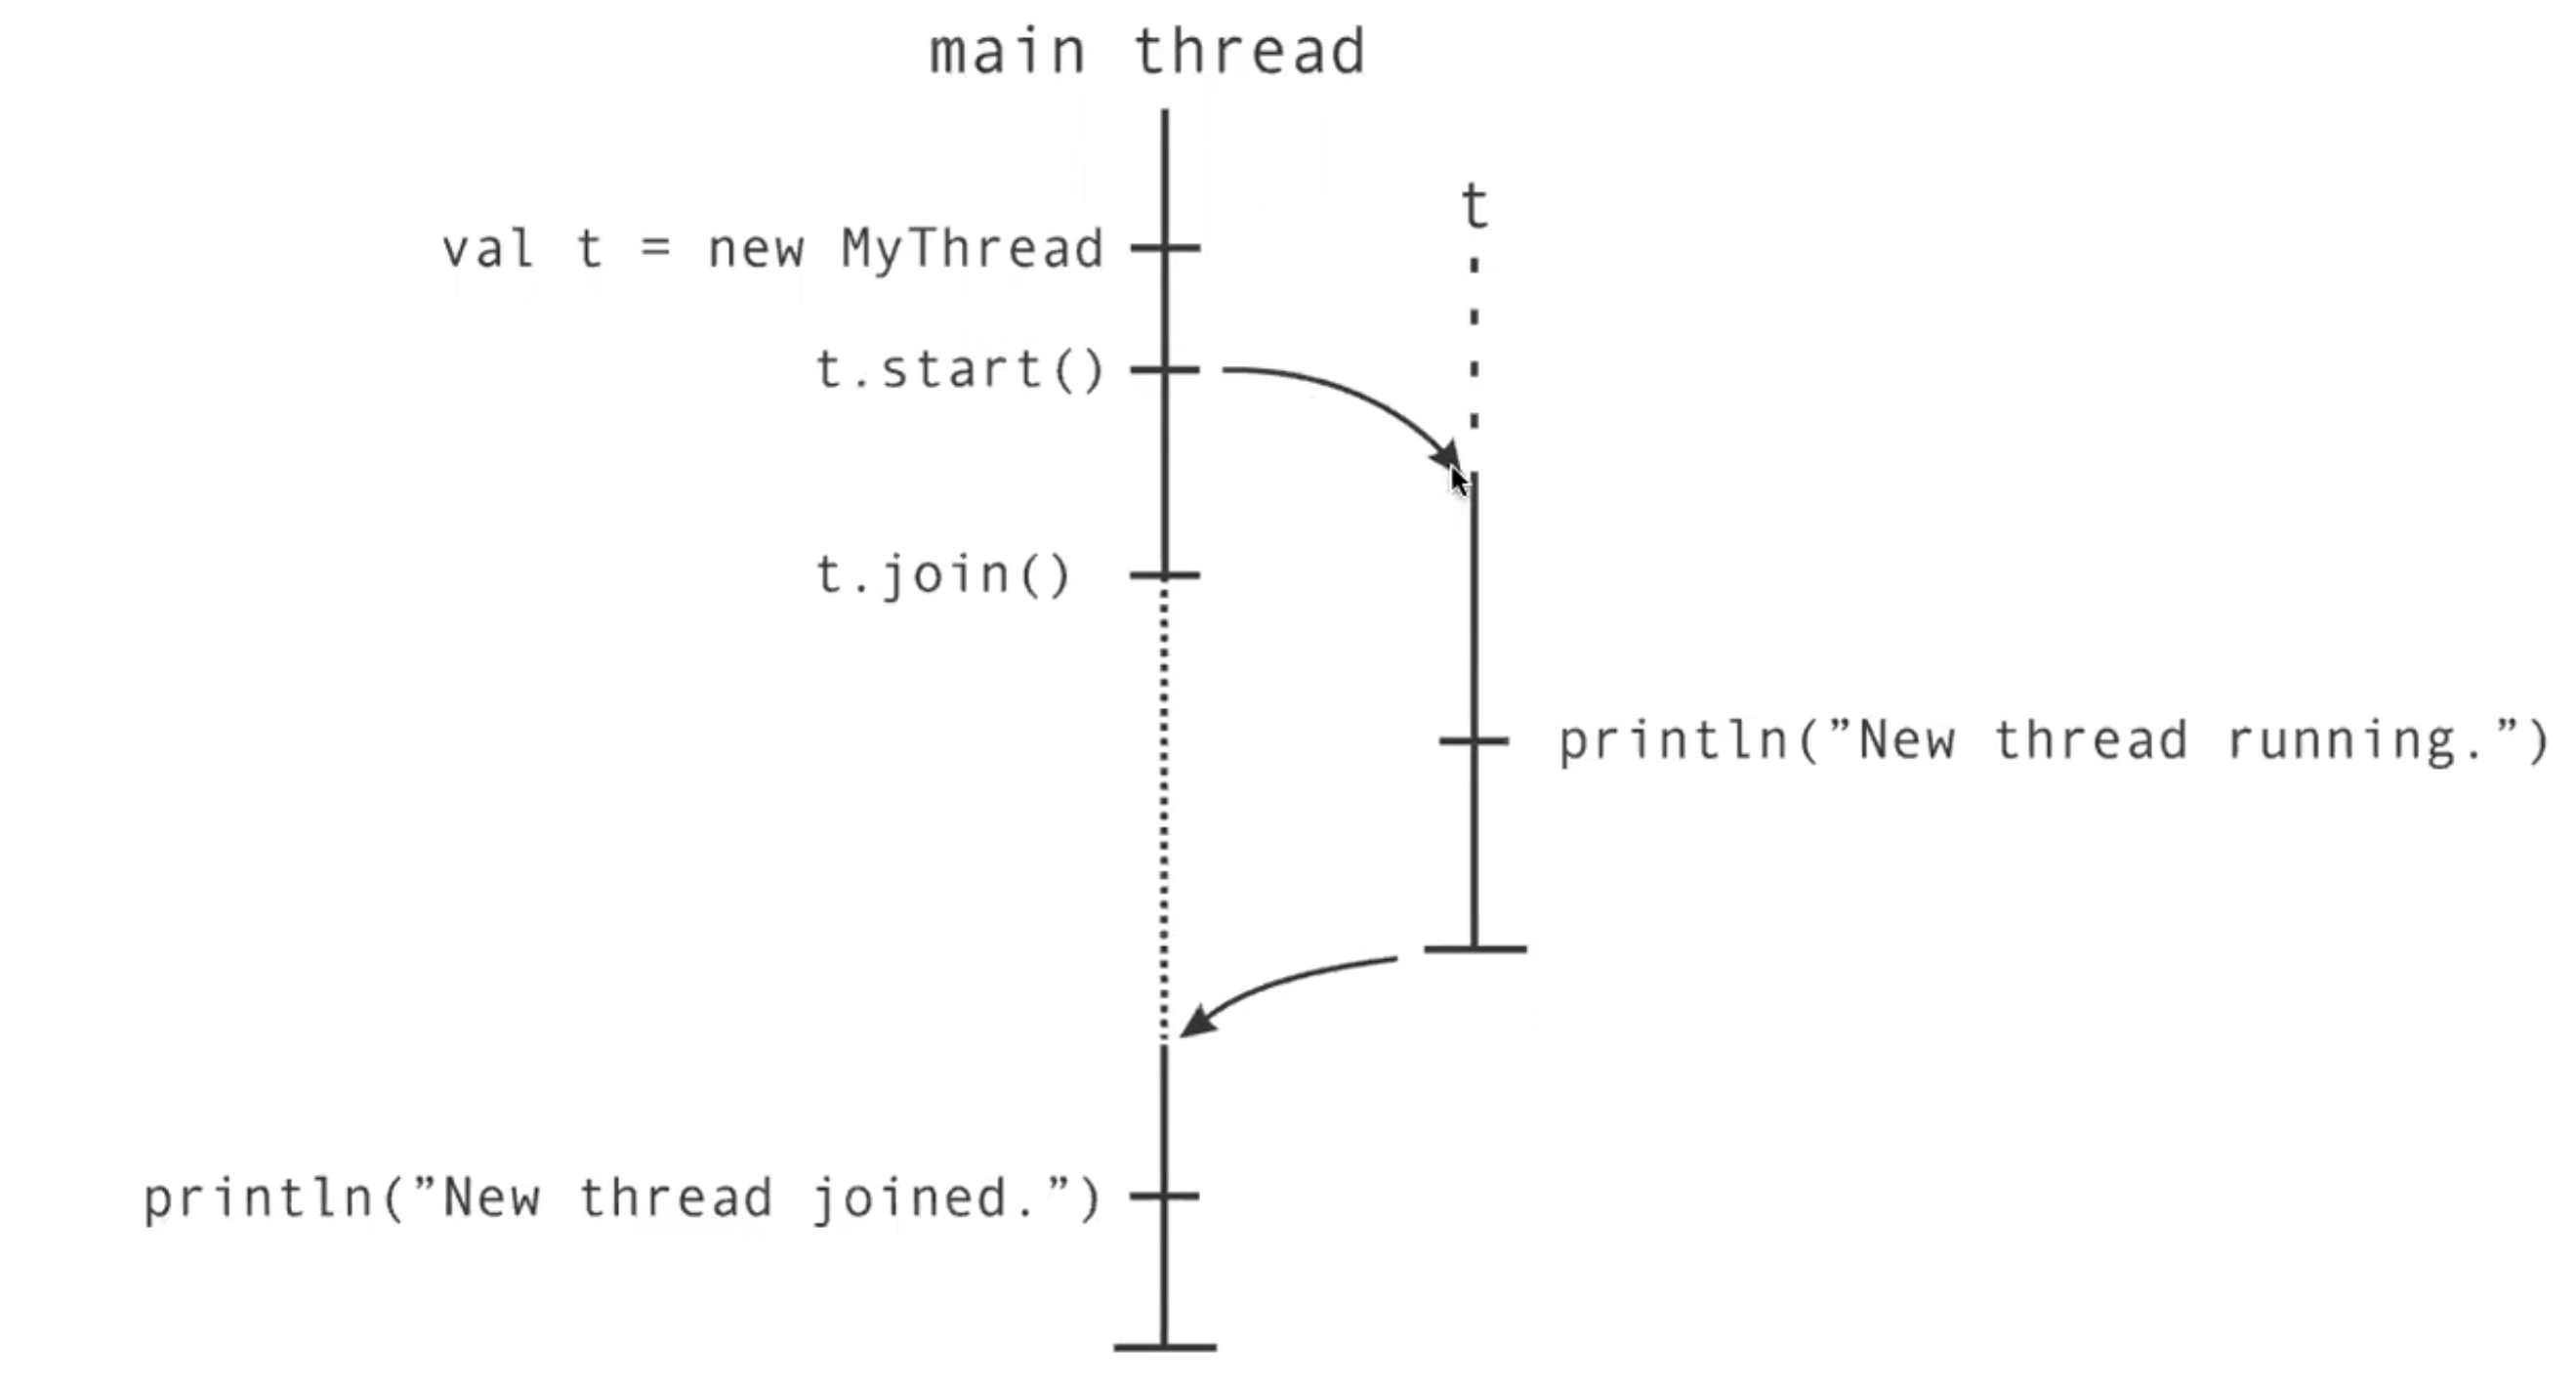 main thread
t
val t = new MyThread
t.start()
t.join()
println(”New thread running.”)
println(”New thread joined.”)